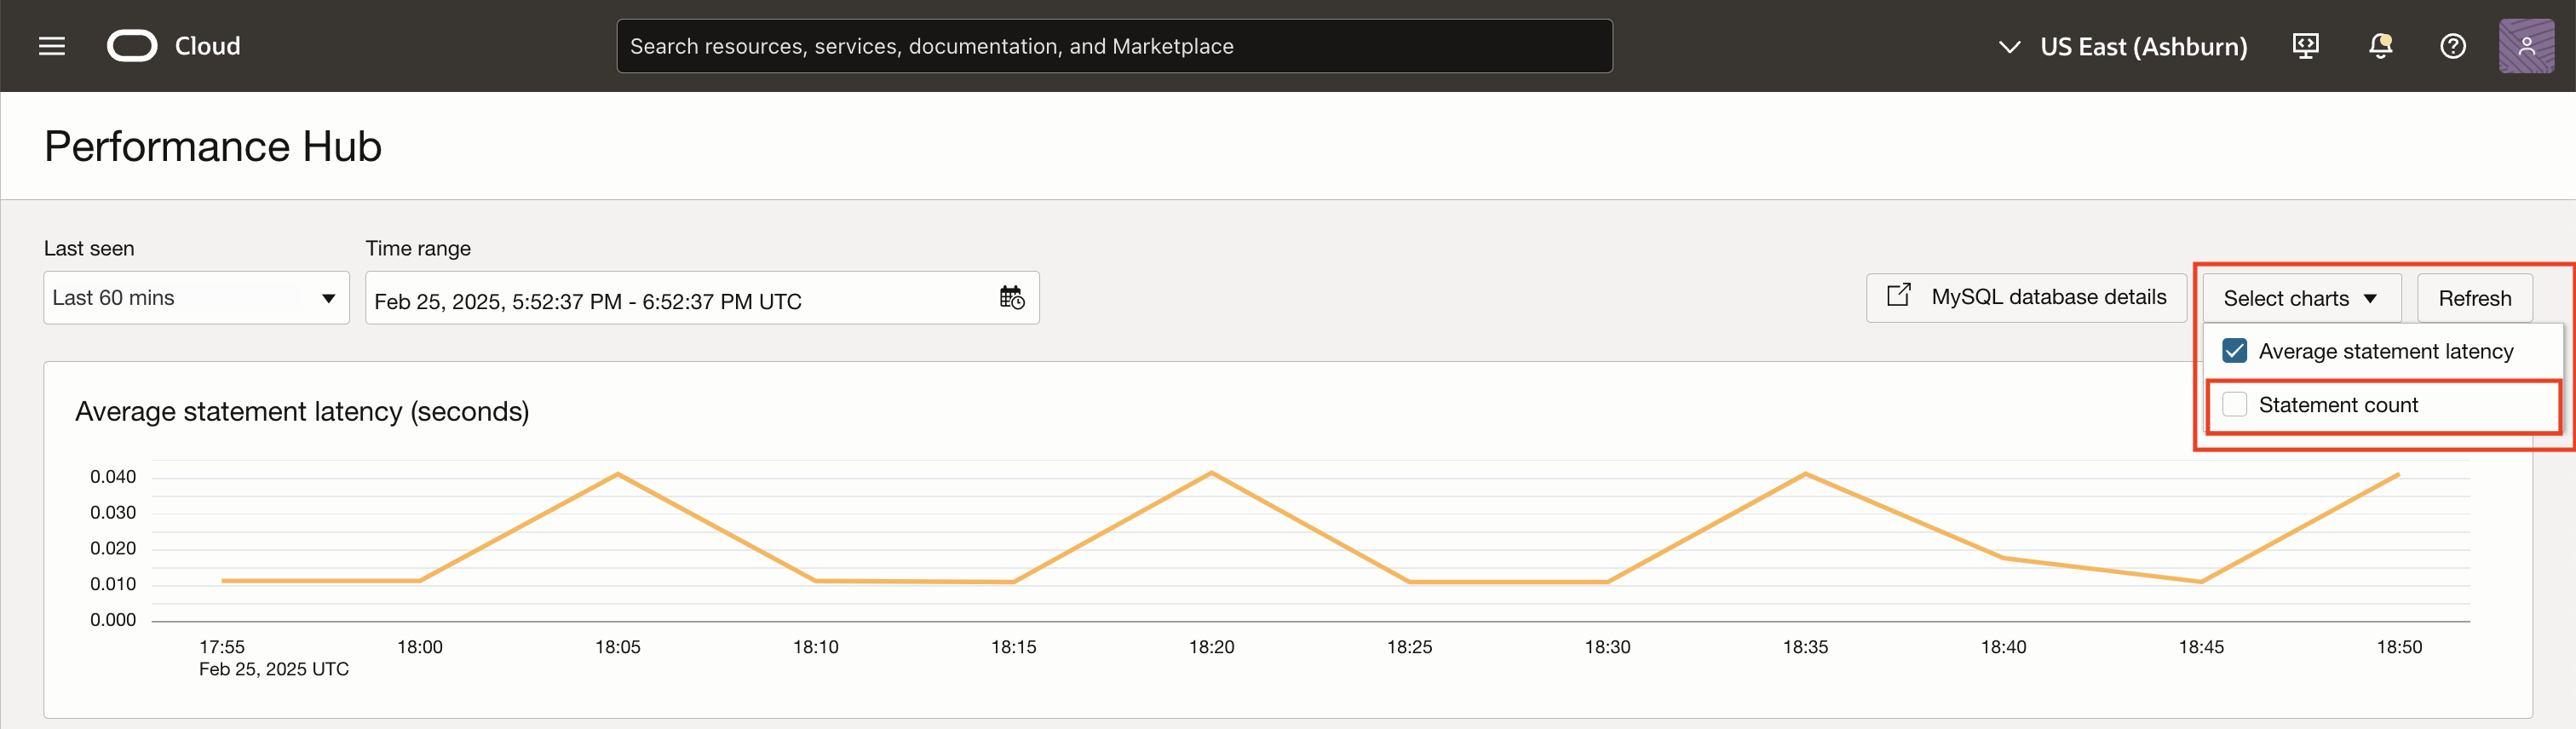 Cloud
Search resources, services, documentation, and Marketplace
US East (Ashburn)
Performance Hub
Last seen
Time range
Last 60 mins
Feb 25, 2025, 5:52:37 PM - 6:52:37 PM UTC
MySQL database details
Select charts
Refresh
Average statement latency
Statement count
Average statement latency (seconds)
0.040
0.030
0.020
0.010
0.000
17:55 18:00 18:05 18:10 18:15 18:20 18:25 18:30 18:35 18:40 18:45 18:50
Feb 25, 2025 UTC